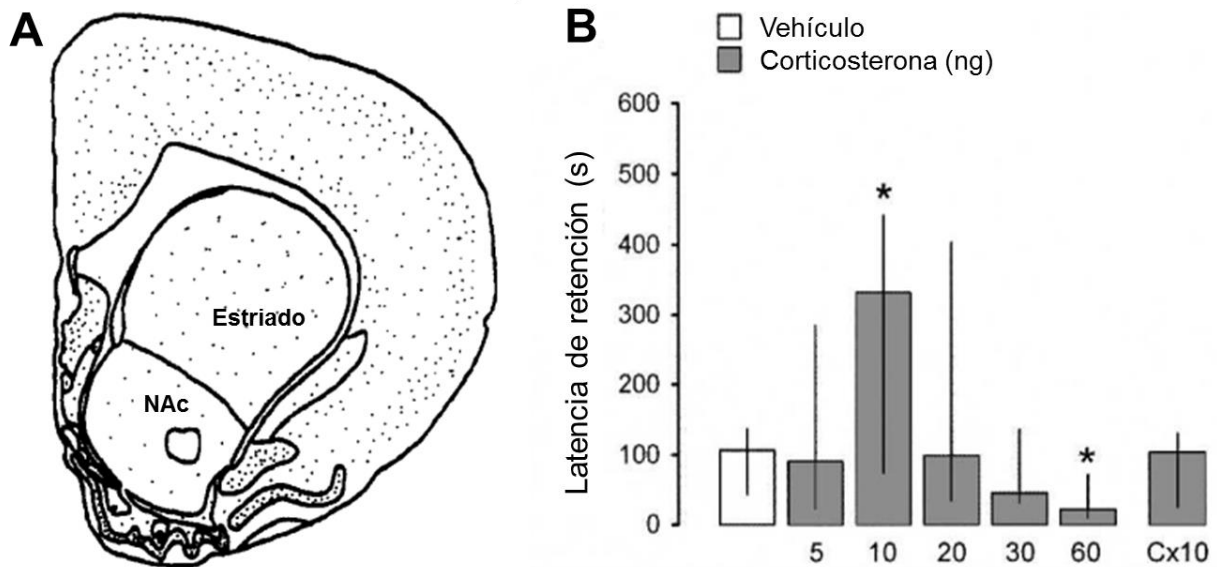 A
Estriado
NAc
B
Vehículo
Corticosterona (ng)
Latencia de retención (s)
600
500
400
300
200
100
0
*
*
5 10 20 30 60 Cx10